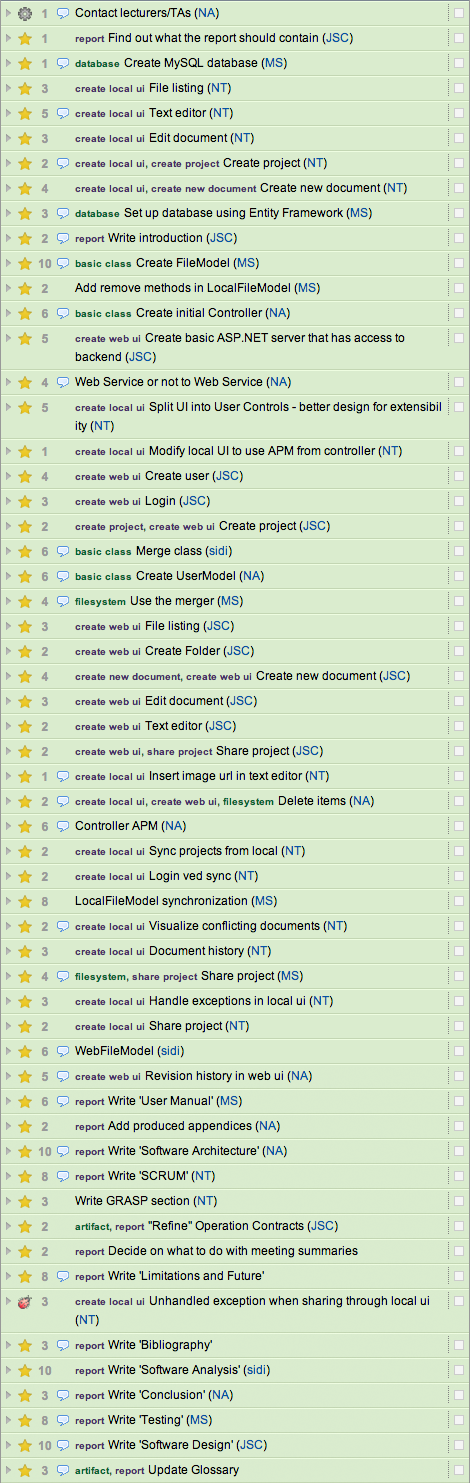 1 Contact lecturers/TAs (NA)
1 report Find out what the report should contain (JSC)
1 database Create MySQL database (MS)
3 create local ui File listing (NT)
5 create local ui Text editor (NT)
3 create local ui Edit document (NT)
2 create local ui, create project Create project (NT)
4 create local ui, create new document Create new document (NT)
3 database Set up database using Entity Framework (MS)
2 report Write introduction (JSC)
10 basic class Create FileModel (MS)
2 Add remove methods in LocalFileModel (MS)
6 basic class Create initial Controller (NA)
5 create web ui Create basic ASP.NET server that has access to
backend (JSC)
4 Web Service or not to Web Service (NA)
5 create local ui Split UI into User Controls - better design for extensibil
ity (NT)
1 create local ui Modify local UI to use APM from controller (NT)
4 create web ui Create user (JSC)
3 create web ui Login (JSC)
2 create project, create web ui Create project (JSC)
6 basic class Merge class (sidi)
6 basic class Create UserModel (NA)
4 filesystem Use the merger (MS)
3 create web ui File listing (JSC)
2 create web ui Create Folder (JSC)
4 create new document, create web ui Create new document (JSC)
3 create web ui Edit document (JSC)
2 create web ui Text editor (JSC)
2 create web ui, share project Share project (JSC)
1 create local ui Insert image url in text editor (NT)
2 create local ui, create web ui, filesystem Delete items (NA)
6 Controller APM (NA)
2 create local ui Sync projects from local (NT)
2 create local ui Login ved sync (NT)
8 LocalFileModel synchronization (MS)
2 create local ui Visualize conflicting documents (NT)
3 create local ui Document history (NT)
4 filesystem, share project Share project (MS)
3 create local ui Handle exceptions in local ui (NT)
2 create local ui Share project (NT)
6 WebFileModel (sidi)
5 create web ui Revision history in web ui (NA)
6 report Write 'User Manual' (MS)
2 report Add produced appendices (NA)
10 report Write 'Software Architecture' (NA)
8 report Write 'SCRUM' (NT)
3 Write GRASP section (NT)
2 artifact, report "Refine" Operation Contracts (JSC)
2 report Decide on what to do with meeting summaries
8 report Write 'Limitations and Future'
3 create local ui Unhandled exception when sharing through local ui
(NT)
3 report Write 'Bibliography'
10 report Write 'Software Analysis' (sidi)
3 report Write 'Conclusion' (NA)
8 report Write 'Testing' (MS)
10 report Write 'Software Design' (JSC)
3 artifact, report Update Glossary